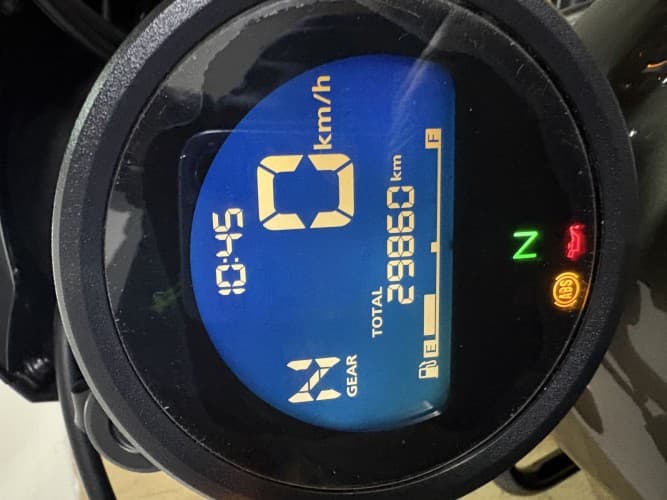 10:45
0 km/h
N
GEAR
TOTAL
29860 km
E F
N
ABS